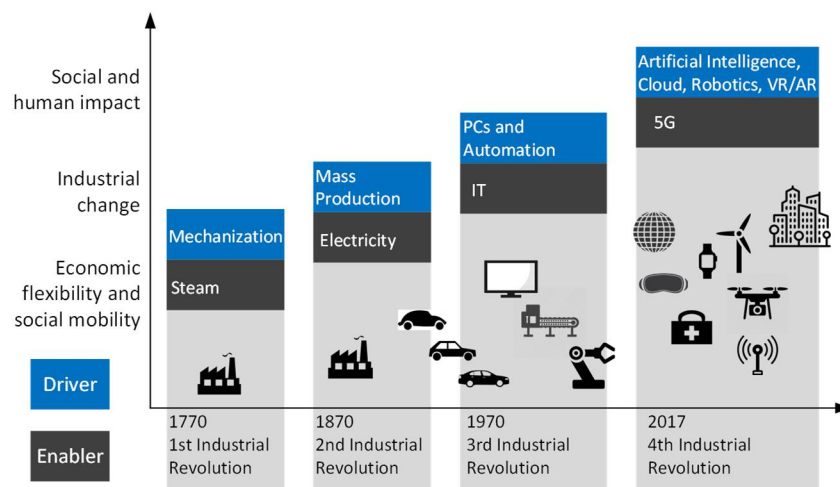 Social and
human impact
Industrial
change
Economic
flexibility and
social mobility
Driver
Enabler
Mechanization
Steam
1770
1st Industrial
Revolution
Mass
Production
Electricity
1870
2nd Industrial
Revolution
PCs and
Automation
IT
1970
3rd Industrial
Revolution
Artificial Intelligence,
Cloud, Robotics, VR/AR
5G
2017
4th Industrial
Revolution